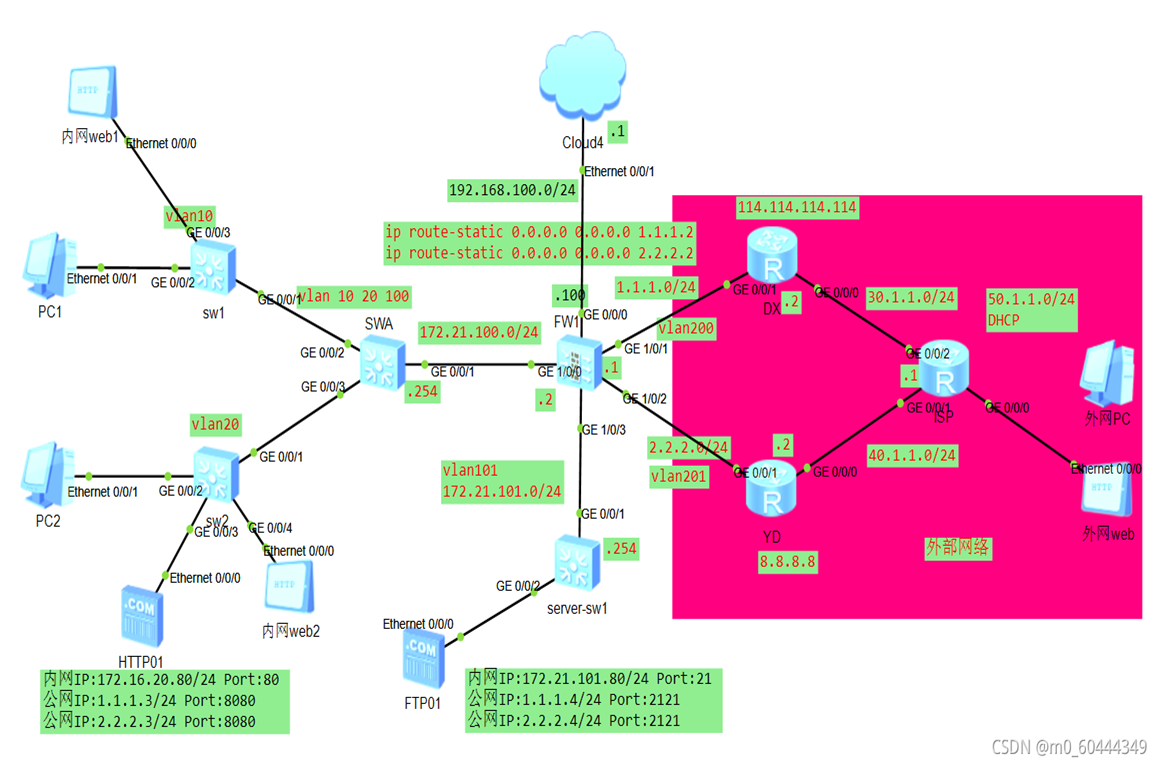 HTTP
内网web1
Ethernet 0/0/0
vlan10
GE 0/0/3
PC1
Ethernet 0/0/1
GE 0/0/2
sw1
GE 0/0/1
vlan 10 20 100
SWA
GE 0/0/2
GE 0/0/3
GE 0/0/1
.254
172.21.100.0/24
Cloud4
.1
Ethernet 0/0/1
192.168.100.0/24
ip route-static 0.0.0.0 0.0.0.0 1.1.1.2
ip route-static 0.0.0.0 0.0.0.0 2.2.2.2
.100
GE 0/0/0
FW1
GE 1/0/0
.2
.1
GE 1/0/1
GE 1/0/2
GE 1/0/3
1.1.1.0/24
vlan200
2.2.2.0/24
vlan201
114.114.114.114
R
GE 0/0/1
DX
.2
GE 0/0/0
30.1.1.0/24
50.1.1.0/24
DHCP
GE 0/0/2
R
.1
GE 0/0/1
ISP
GE 0/0/0
外网PC
40.1.1.0/24
.2
GE 0/0/1
R
GE 0/0/0
YD
8.8.8.8
Ethernet 0/0/0
HTTP
外网web
外部网络
vlan20
GE 0/0/1
PC2
Ethernet 0/0/1
GE 0/0/2
sw2
GE 0/0/3
GE 0/0/4
Ethernet 0/0/0
Ethernet 0/0/0
HTTP
内网web2
.COM
HTTP01
内网IP:172.16.20.80/24 Port:80
公网IP:1.1.1.3/24 Port:8080
公网IP:2.2.2.3/24 Port:8080
vlan101
172.21.101.0/24
GE 0/0/1
.254
GE 0/0/2
server-sw1
Ethernet 0/0/0
.COM
FTP01
内网IP:172.21.101.80/24 Port:21
公网IP:1.1.1.4/24 Port:2121
公网IP:2.2.2.4/24 Port:2121
CSDN @m0_60444349